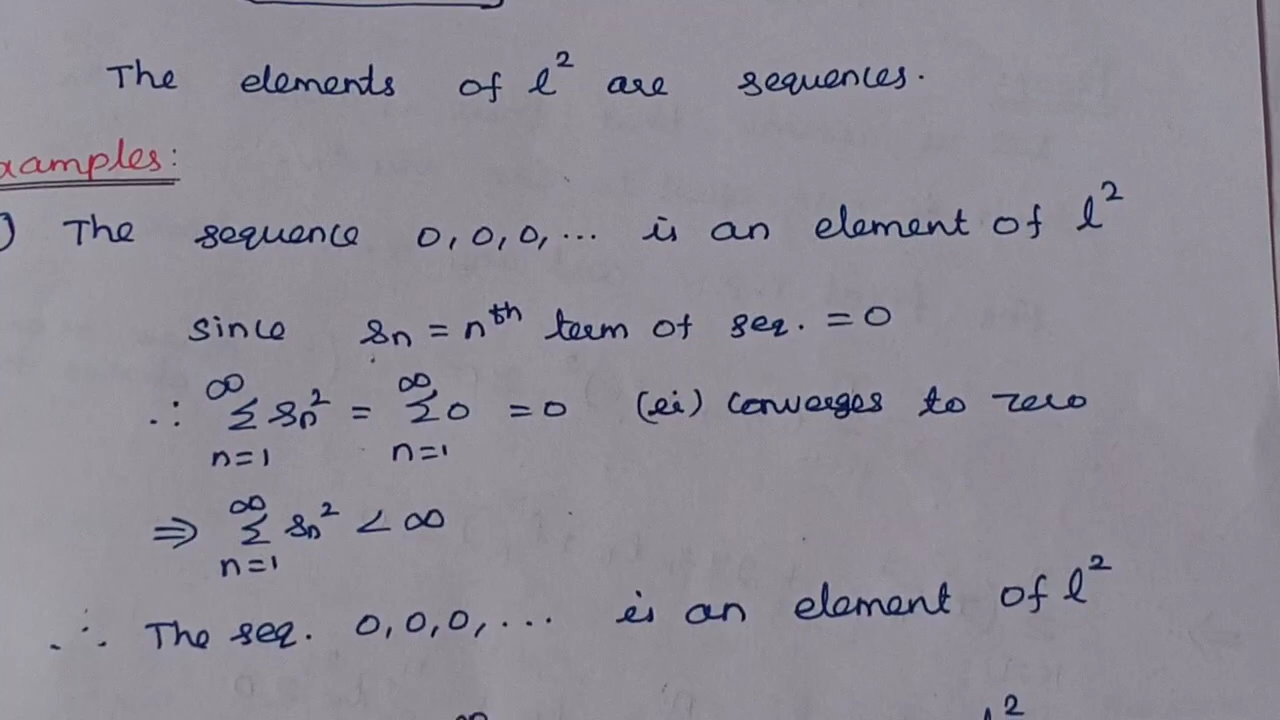 The elements of l² are sequences.
xamples:
) The sequence 0, 0, 0, ... is an element of l²
since sₙ = nᵗʰ term of seq. = 0
∴ ∞ Σ n=1 sₙ² = ∞ Σ n=1 0 = 0 (ie) converges to zero
⇒ ∞ Σ n=1 sₙ² < ∞
∴ The seq. 0, 0, 0, ... is an element of l²